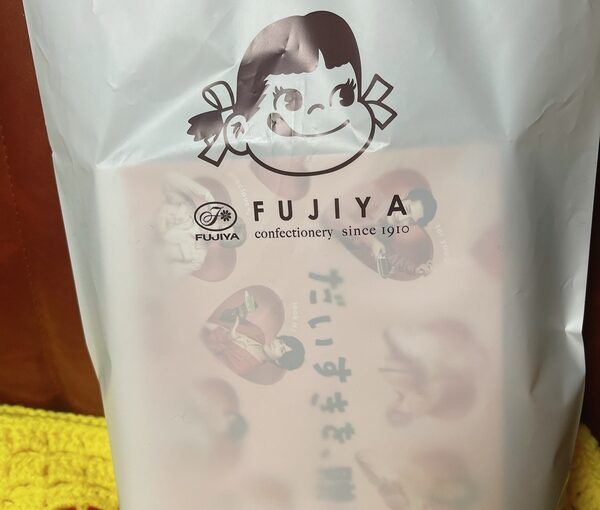 FUJIYA
FUJIYA
confectionery since 1910
だいすきを、